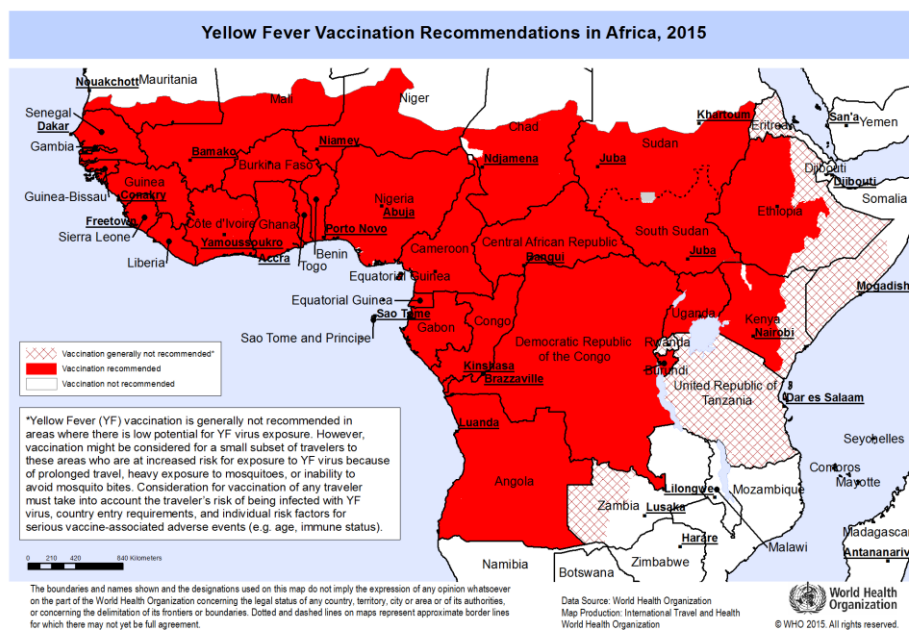 Yellow Fever Vaccination Recommendations in Africa, 2015
Nouakchott
Mauritania
Mali
Niger
Chad
Sudan
Khartoum
Eritrea
San'a
Yemen
Senegal
Dakar
Gambia
Bamako
Burkina Faso
Niamey
Ndjamena
Juba
Djibouti
Djibouti
Guinea-Bissau
Guinea
Conakry
Nigeria
Abuja
Ethiopia
Somalia
Freetown
Côte d'Ivoire
Ghana
Porto Novo
South Sudan
Sierra Leone
Yamoussoukro
Accra
Benin
Togo
Liberia
Cameroon
Central African Republic
Bangui
Juba
Equatorial Guinea
Mogadish
Equatorial Guinea
Sao Tome
Gabon
Congo
Uganda
Kenya
Nairobi
Sao Tome and Principe
Democratic Republic
of the Congo
Rwanda
Burundi
Kinshasa
Brazzaville
United Republic of
Tanzania
Dar es Salaam
Luanda
Seychelles
Comoros
Mayotte
Angola
Zambia
Lilongwe
Lusaka
Mozambique
Harare
Malawi
Madagascar
Antananariv
Namibia
Botswana
Zimbabwe
Vaccination generally not recommended*
Vaccination recommended
Vaccination not recommended
*Yellow Fever (YF) vaccination is generally not recommended in
areas where there is low potential for YF virus exposure. However,
vaccination might be considered for a small subset of travelers to
these areas who are at increased risk for exposure to YF virus because
of prolonged travel, heavy exposure to mosquitoes, or inability to
avoid mosquito bites. Consideration for vaccination of any traveler
must take into account the traveler's risk of being infected with YF
virus, country entry requirements, and individual risk factors for
serious vaccine-associated adverse events (e.g. age, immune status).
0 210 420 840 Kilometers
The boundaries and names shown and the designations used on this map do not imply the expression of any opinion whatsoever
on the part of the World Health Organization concerning the legal status of any country, territory, city or area or of its authorities,
or concerning the delimitation of its frontiers or boundaries. Dotted and dashed lines on maps represent approximate border lines
for which there may not yet be full agreement.
Data Source: World Health Organization
Map Production: International Travel and Health
World Health Organization
World Health
Organization
© WHO 2015. All rights reserved.